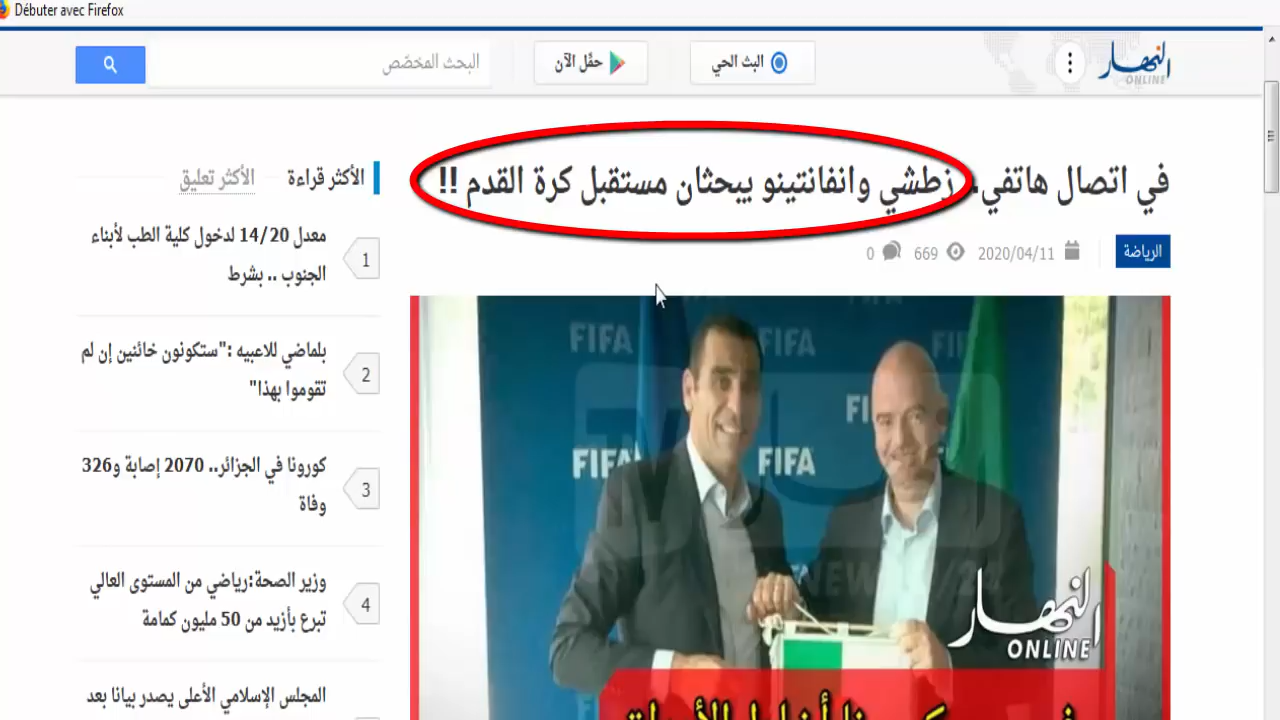 Débuter avec Firefox
النهار
ONLINE
البث الحي
حمّل الآن
البحث المخصّص
في اتصال هاتفي.. زطشي وانفانتينو يبحثان مستقبل كرة القدم !!
الرياضة
2020/04/11
669
0
الأكثر قراءة
الأكثر تعليق
1
معدل 14/20 لدخول كلية الطب لأبناء
الجنوب .. بشرط
2
بلماضي للاعبيه :"ستكونون خائنين إن لم
تقوموا بهذا"
3
كورونا في الجزائر.. 2070 إصابة و326
وفاة
4
وزير الصحة:رياضي من المستوى العالي
تبرع بأزيد من 50 مليون كمامة
المجلس الإسلامي الأعلى يصدر بيانا بعد
FIFA
FIFA
FIFA
FIFA
النهار
ONLINE